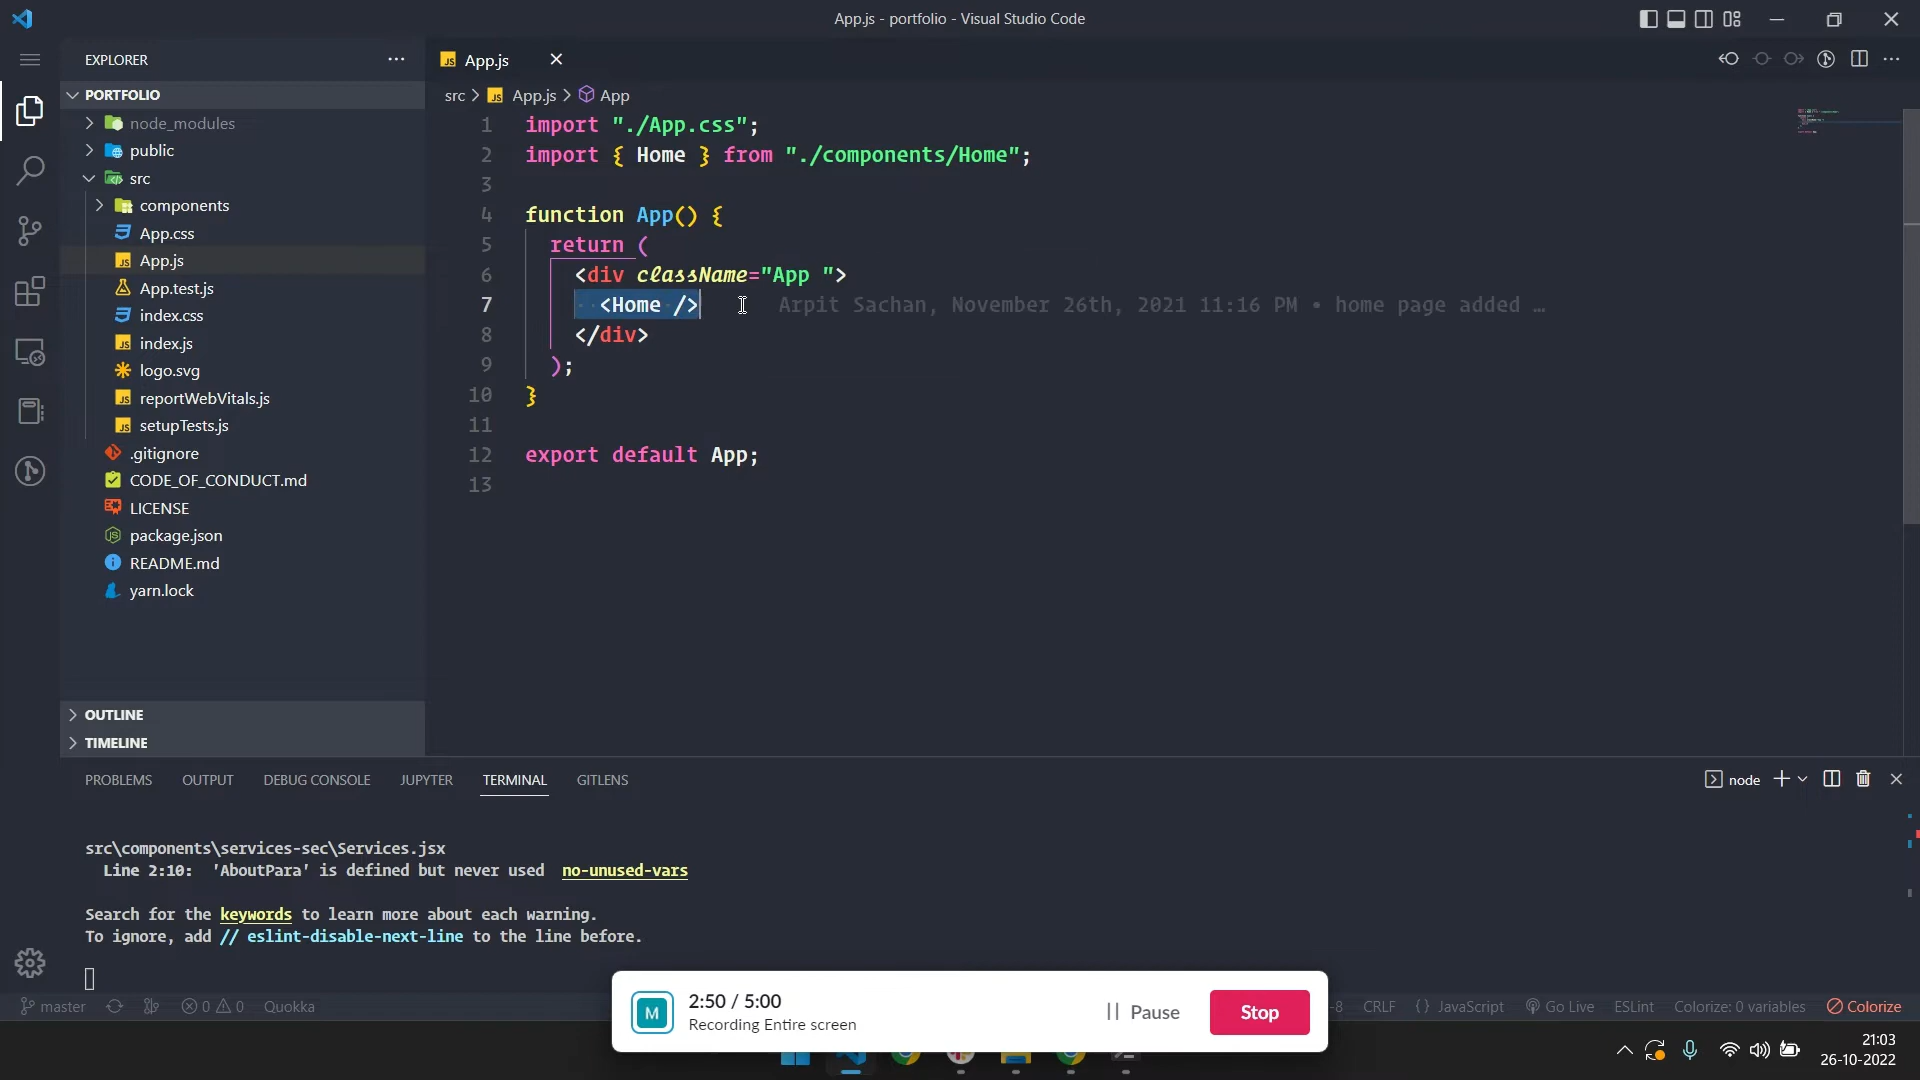 App.js - portfolio - Visual Studio Code
EXPLORER
PORTFOLIO
node_modules
public
src
components
App.css
App.js
App.test.js
index.css
index.js
logo.svg
reportWebVitals.js
setupTests.js
.gitignore
CODE_OF_CONDUCT.md
LICENSE
package.json
README.md
yarn.lock
OUTLINE
TIMELINE
App.js
src > App.js > App
1 import "./App.css";
2 import { Home } from "./components/Home";
3
4 function App() {
5 return (
6 <div className="App ">
7 <Home /> Arpit Sachan, November 26th, 2021 11:16 PM • home page added …
8 </div>
9 );
10 }
11
12 export default App;
13
PROBLEMS OUTPUT DEBUG CONSOLE JUPYTER TERMINAL GITLENS
node
src\components\services-sec\Services.jsx
Line 2:10: 'AboutPara' is defined but never used no-unused-vars
Search for the keywords to learn more about each warning.
To ignore, add // eslint-disable-next-line to the line before.
M
2:50 / 5:00
Recording Entire screen
Pause
Stop
master 0 0 Quokka
-8 CRLF {} JavaScript Go Live ESLint Colorize: 0 variables Colorize
21:03
26-10-2022